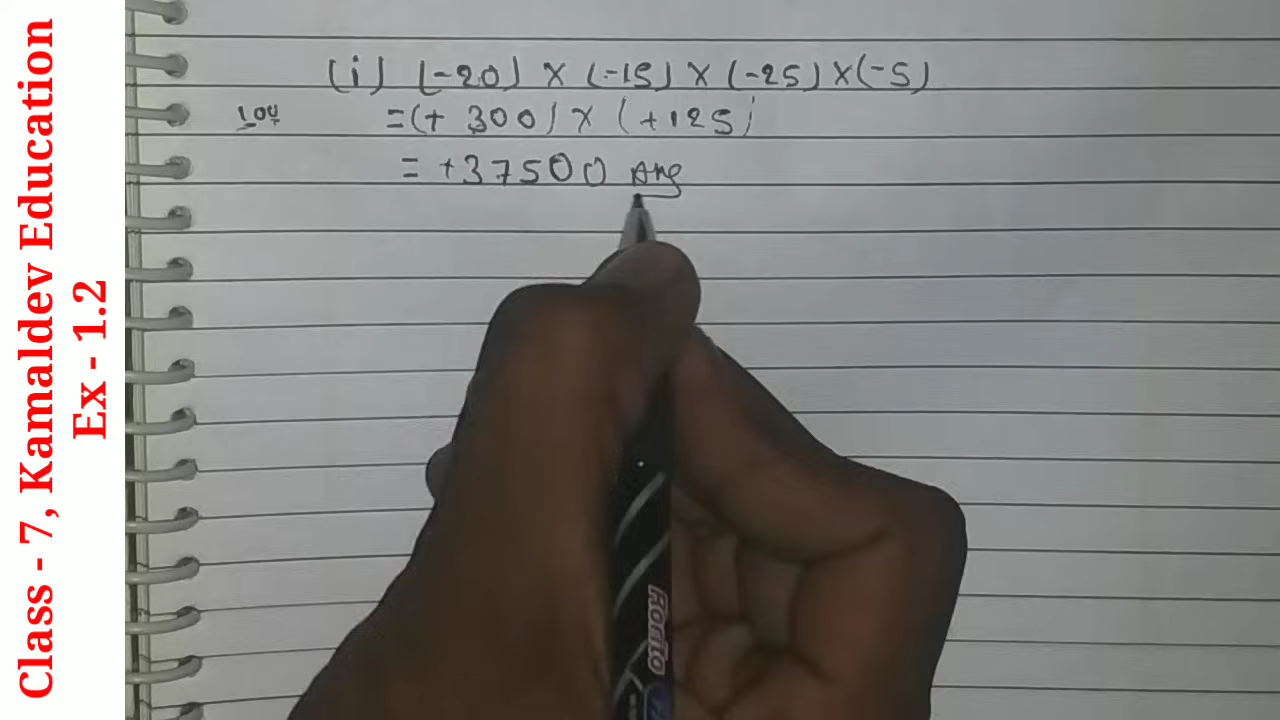 Class - 7, Kamaldev Education
Ex - 1.2
(i) (-20) × (-15) × (-25) × (-5)
= (+ 300) × (+125)
= +37500 Ans
Rorito